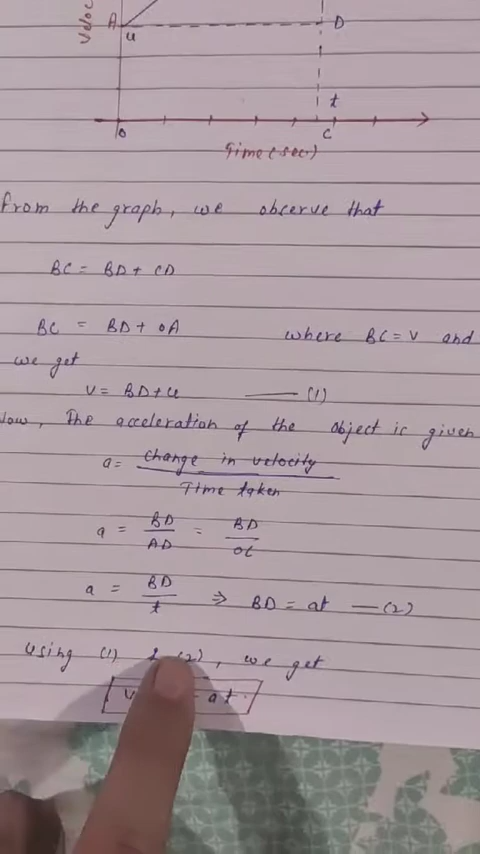 Veloc
A
u
D
t
O
C
Time(sec)
From the graph, we observe that
BC = BD + CD
BC = BD + OA where BC = V and
we get
V = BD + u —— (1)
Now, The acceleration of the object is given
a = change in velocity
Time taken
a = BD / AD = BD / OC
a = BD / t ⇒ BD = at — (2)
Using (1) & (2), we get
V at.